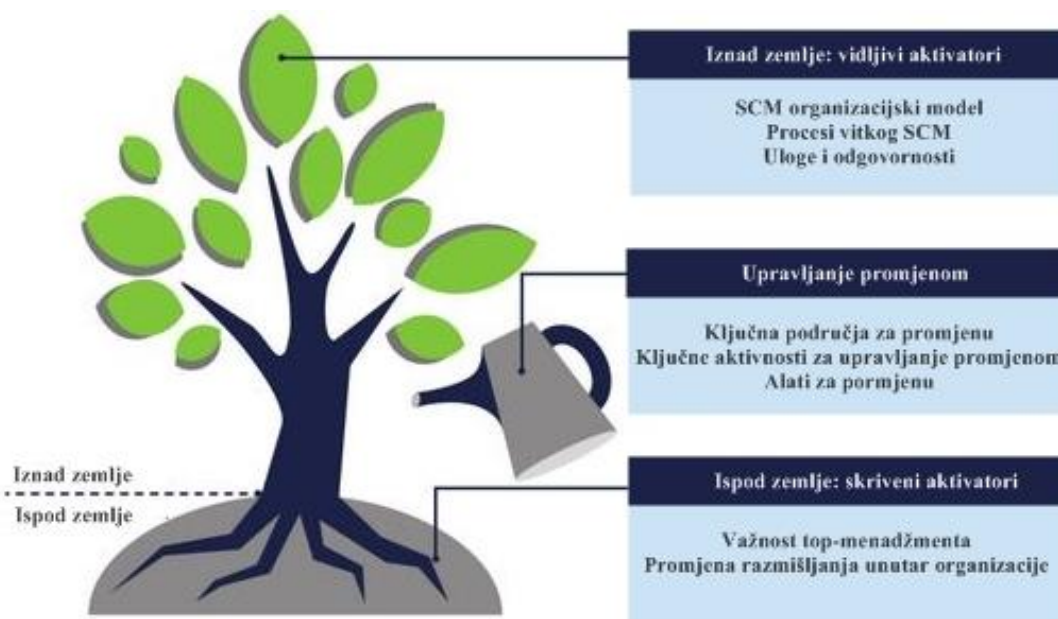 Iznad zemlje: vidljivi aktivatori
SCM organizacijski model
Procesi vitkog SCM
Uloge i odgovornosti
Upravljanje promjenom
Ključna područja za promjenu
Ključne aktivnosti za upravljanje promjenom
Alati za pormjenu
Iznad zemlje
Ispod zemlje
Ispod zemlje: skriveni aktivatori
Važnost top-menadžmenta
Promjena razmišljanja unutar organizacije